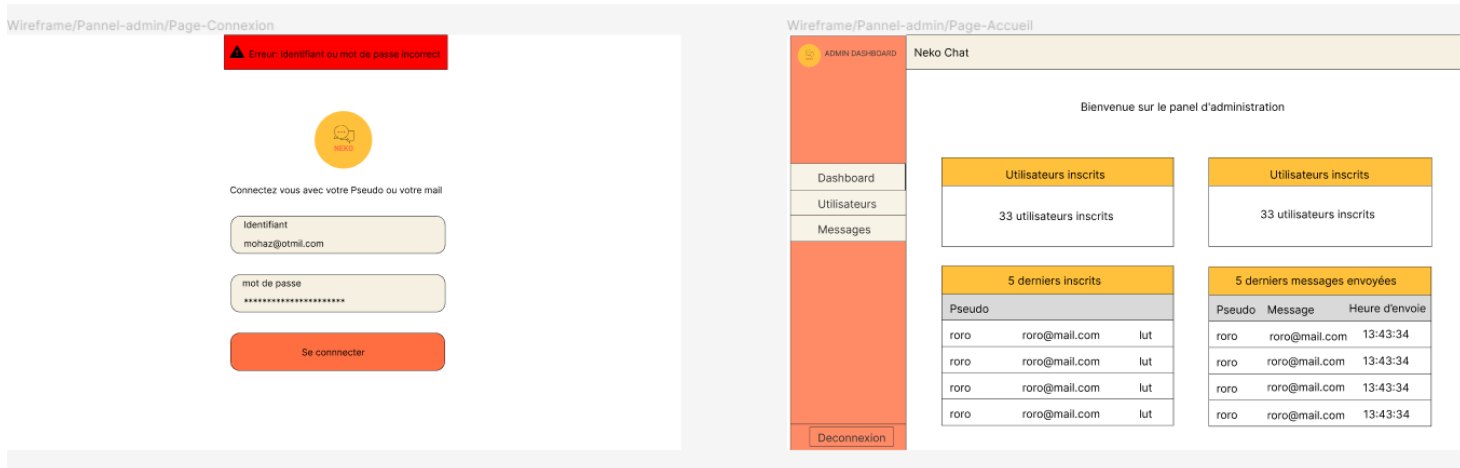 Wireframe/Pannel-admin/Page-Connexion
Erreur: Identifiant ou mot de passe incorrect
NEKO
Connectez vous avec votre Pseudo ou votre mail
Identifiant
mohaz@otmil.com
mot de passe
**********************
Se connnecter
Wireframe/Pannel-admin/Page-Accueil
ADMIN DASHBOARD
Neko Chat
Bienvenue sur le panel d'administration
Dashboard
Utilisateurs
Messages
Deconnexion
Utilisateurs inscrits
33 utilisateurs inscrits
Utilisateurs inscrits
33 utilisateurs inscrits
5 derniers inscrits
Pseudo
roro roro@mail.com lut
roro roro@mail.com lut
roro roro@mail.com lut
roro roro@mail.com lut
5 derniers messages envoyées
Pseudo Message Heure d'envoie
roro roro@mail.com 13:43:34
roro roro@mail.com 13:43:34
roro roro@mail.com 13:43:34
roro roro@mail.com 13:43:34